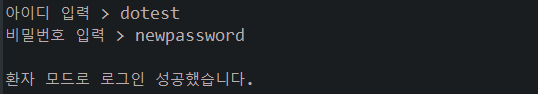 아이디 입력 > dotest
비밀번호 입력 > newpassword
환자 모드로 로그인 성공했습니다.